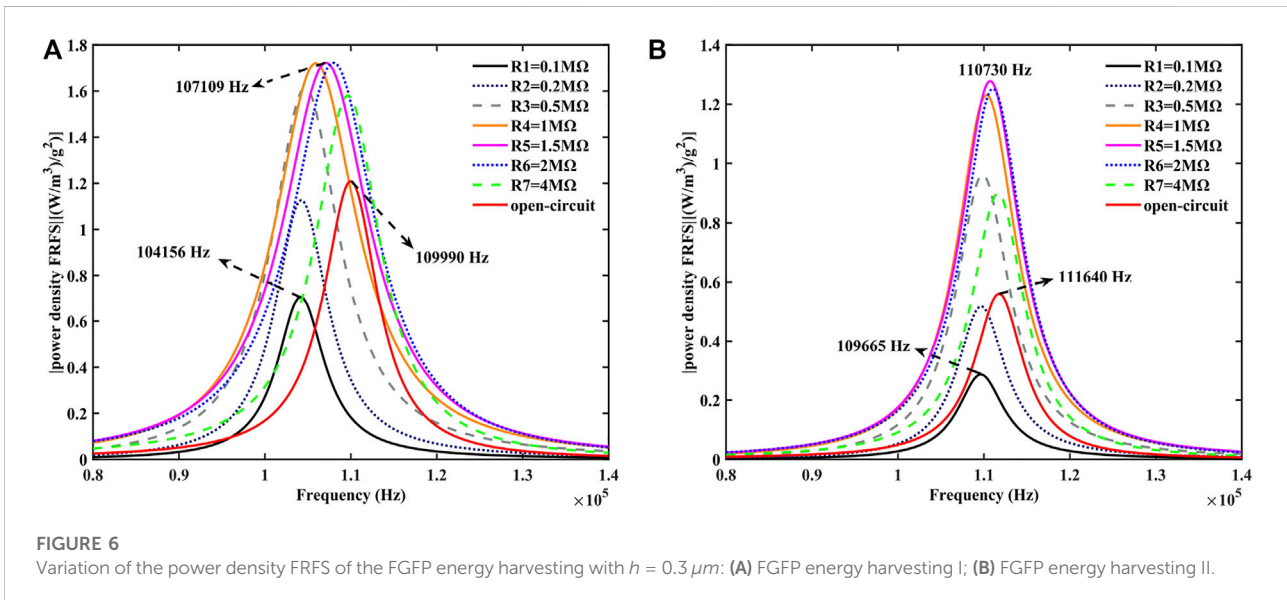 A
|power density FRFS||(W/m³)/g²|
1.8
1.6
1.4
1.2
1
0.8
0.6
0.4
0.2
0
107109 Hz
104156 Hz
109990 Hz
R1=0.1MΩ
R2=0.2MΩ
R3=0.5MΩ
R4=1MΩ
R5=1.5MΩ
R6=2MΩ
R7=4MΩ
open-circuit
0.8 0.9 1 1.1 1.2 1.3 1.4
Frequency (Hz)
×10⁵
B
|power density FRFS||(W/m³)/g²|
1.4
1.2
1
0.8
0.6
0.4
0.2
0
110730 Hz
111640 Hz
109665 Hz
R1=0.1MΩ
R2=0.2MΩ
R3=0.5MΩ
R4=1MΩ
R5=1.5MΩ
R6=2MΩ
R7=4MΩ
open-circuit
0.8 0.9 1 1.1 1.2 1.3 1.4
Frequency (Hz)
×10⁵
FIGURE 6
Variation of the power density FRFS of the FGFP energy harvesting with h = 0.3 μm: (A) FGFP energy harvesting I; (B) FGFP energy harvesting II.